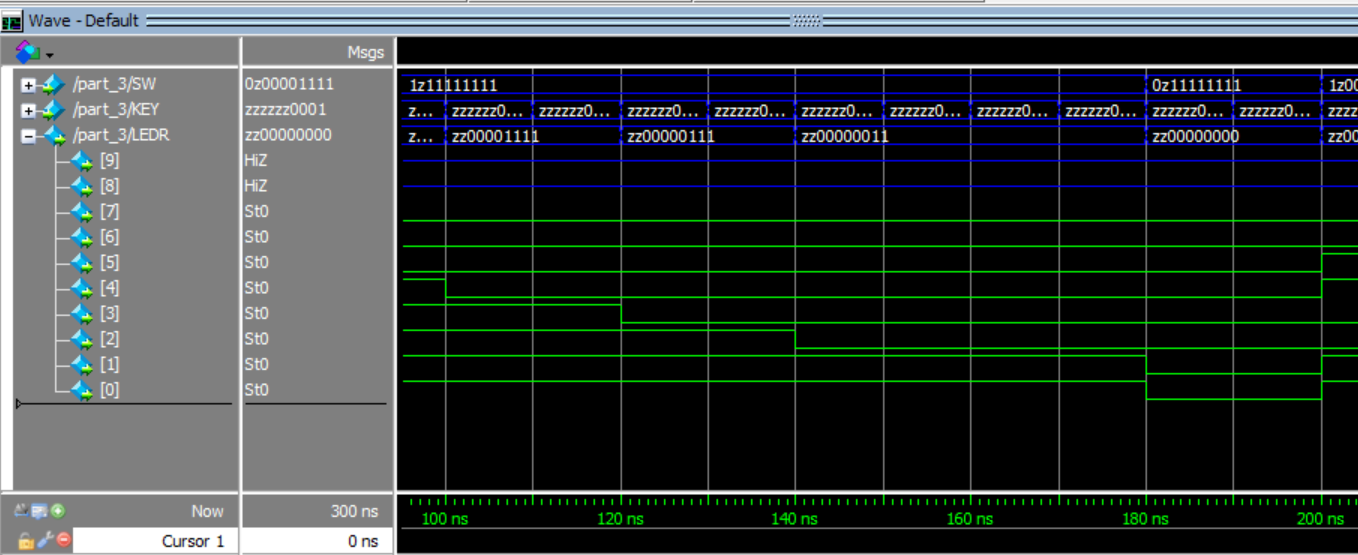 Wave - Default
Msgs
/part_3/SW 0z00001111 1z11111111 0z11111111 1z00
/part_3/KEY zzzzzz0001 z... zzzzzz0... zzzzzz0... zzzzzz0... zzzzzz0... zzzzzz0... zzzzzz0... zzzzzz0... zzzzzz0... zzzzzz0... zzzzzz0... zzzz
/part_3/LEDR zz00000000 z... zz00001111 zz00000111 zz00000011 zz00000000 zz00
[9] HiZ
[8] HiZ
[7] St0
[6] St0
[5] St0
[4] St0
[3] St0
[2] St0
[1] St0
[0] St0
Now 300 ns 100 ns 120 ns 140 ns 160 ns 180 ns 200 ns
Cursor 1 0 ns